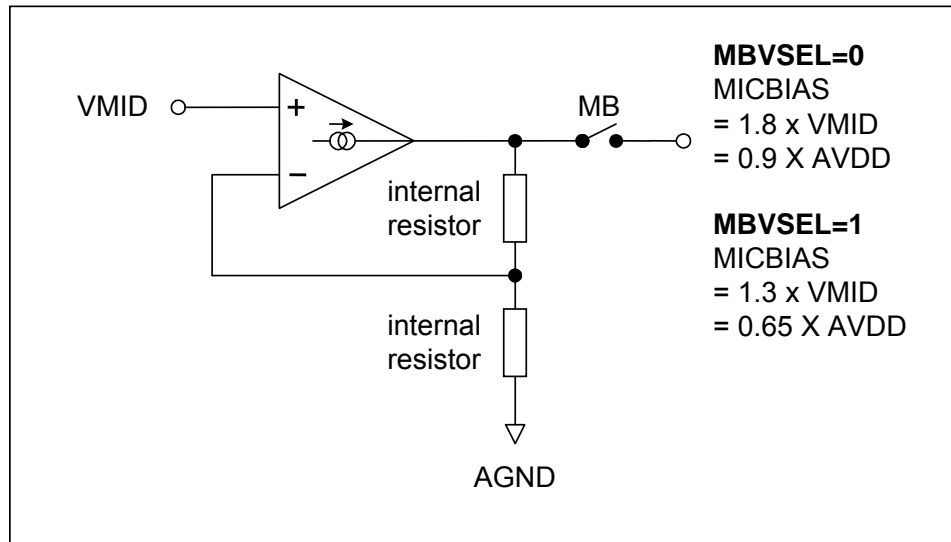 VMID
+
−
MB
internal
resistor
internal
resistor
AGND
MBVSEL=0
MICBIAS
= 1.8 x VMID
= 0.9 X AVDD
MBVSEL=1
MICBIAS
= 1.3 x VMID
= 0.65 X AVDD